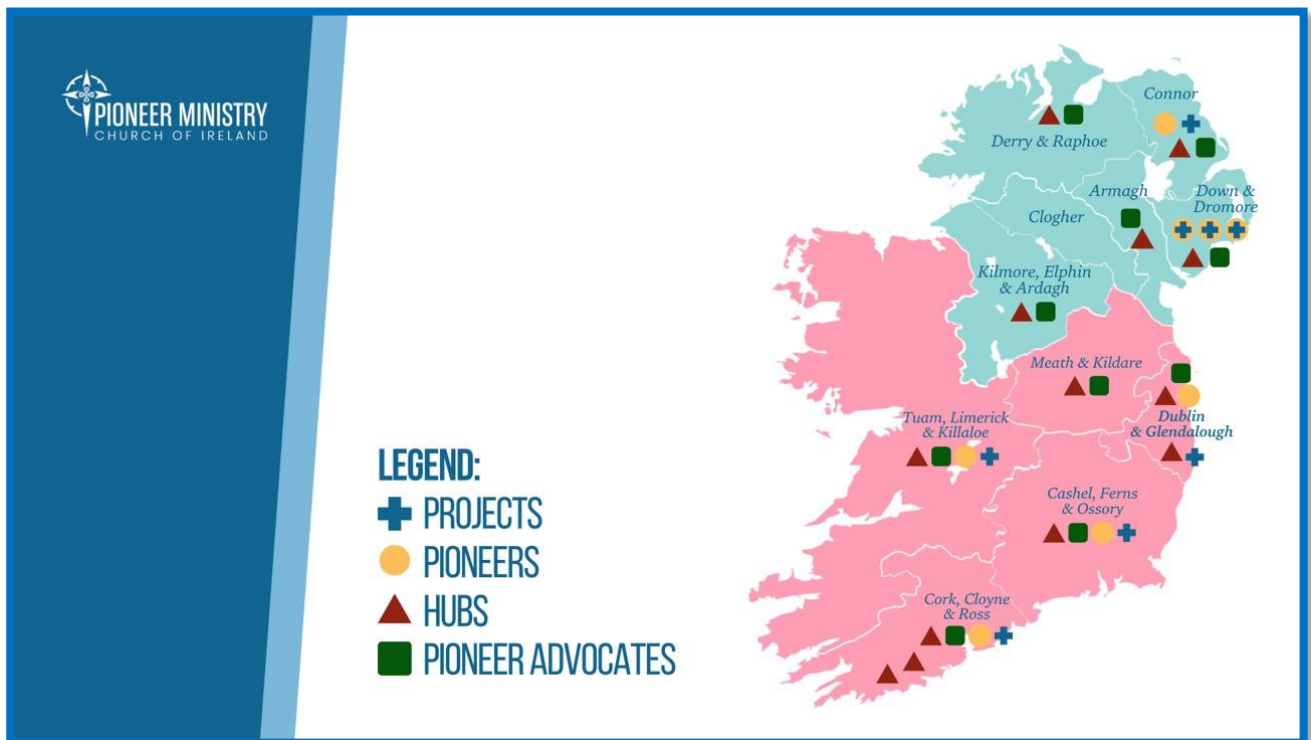 PIONEER MINISTRY
CHURCH OF IRELAND
LEGEND:
PROJECTS
PIONEERS
HUBS
PIONEER ADVOCATES
Connor
Derry & Raphoe
Armagh
Down &
Dromore
Clogher
Kilmore, Elphin
& Ardagh
Meath & Kildare
Tuam, Limerick
& Killaloe
Dublin
& Glendalough
Cashel, Ferns
& Ossory
Cork, Cloyne
& Ross